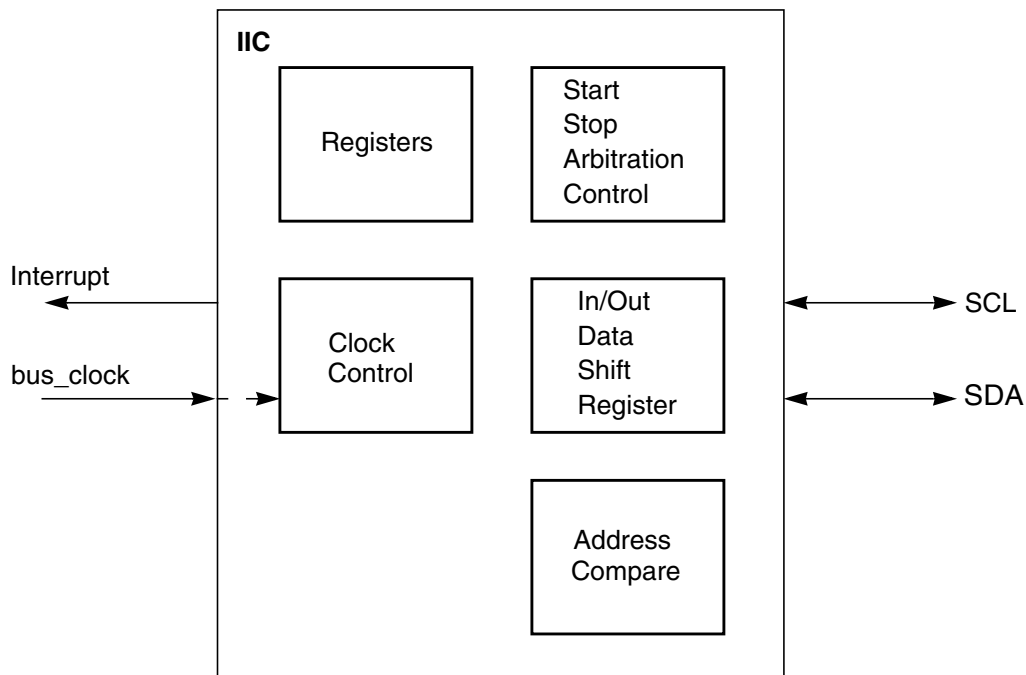 IIC
Registers
Start
Stop
Arbitration
Control
Interrupt
bus_clock
Clock
Control
In/Out
Data
Shift
Register
SCL
SDA
Address
Compare